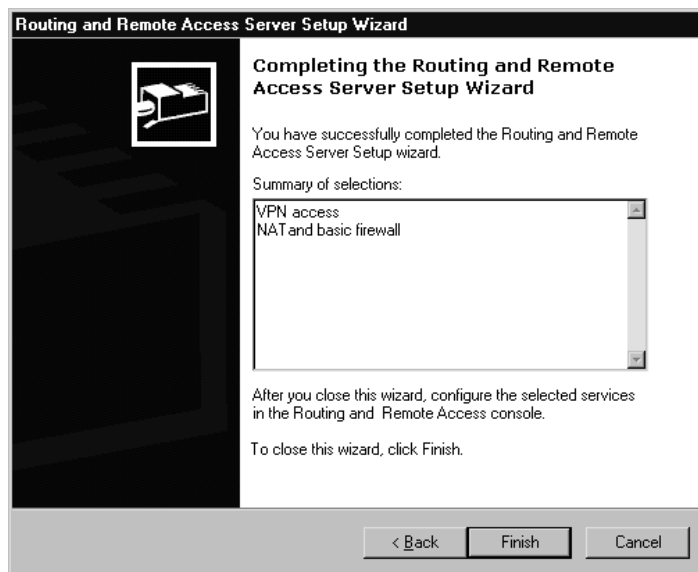 Routing and Remote Access Server Setup Wizard
Completing the Routing and Remote
Access Server Setup Wizard
You have successfully completed the Routing and Remote
Access Server Setup wizard.
Summary of selections:
VPN access
NAT and basic firewall
After you close this wizard, configure the selected services
in the Routing and Remote Access console.
To close this wizard, click Finish.
< Back
Finish
Cancel